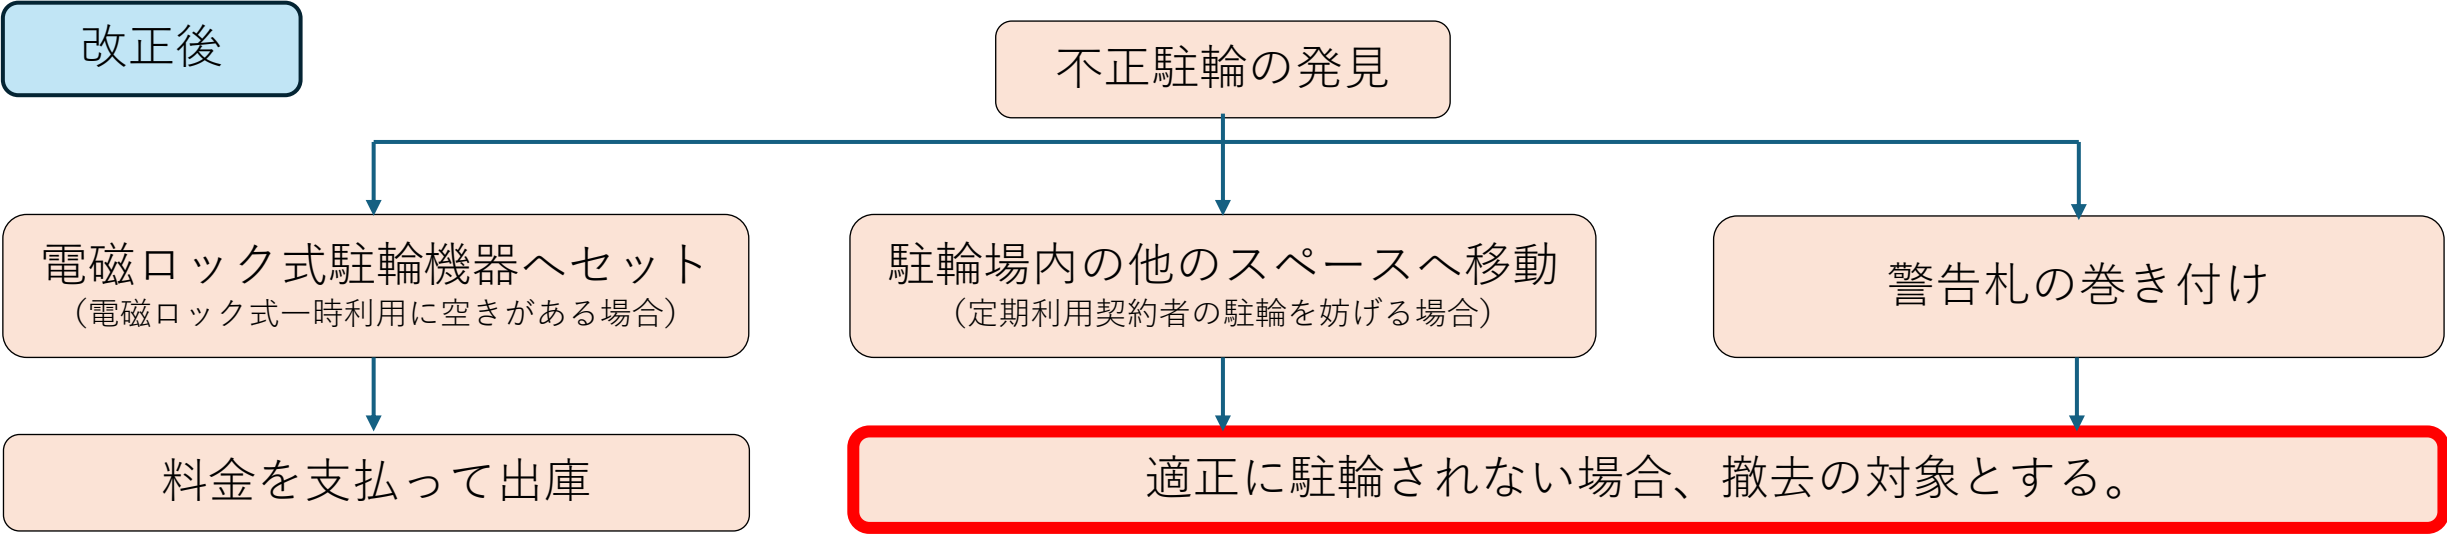 改正後
不正駐輪の発見
電磁ロック式駐輪機器へセット
（電磁ロック式一時利用に空きがある場合）
駐輪場内の他のスペースへ移動
（定期利用契約者の駐輪を妨げる場合）
警告札の巻き付け
料金を支払って出庫
適正に駐輪されない場合、撤去の対象とする。